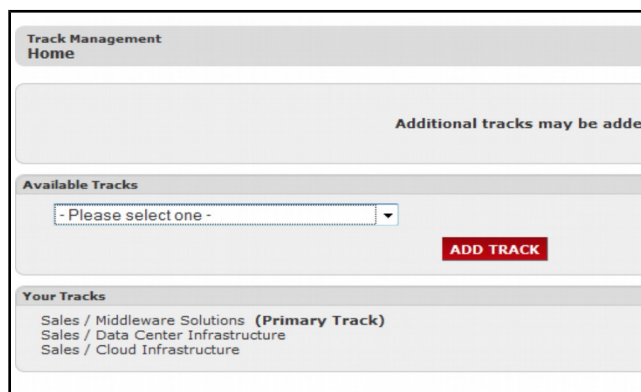 Track Management
Home
Additional tracks may be adde
Available Tracks
- Please select one -
ADD TRACK
Your Tracks
Sales / Middleware Solutions (Primary Track)
Sales / Data Center Infrastructure
Sales / Cloud Infrastructure